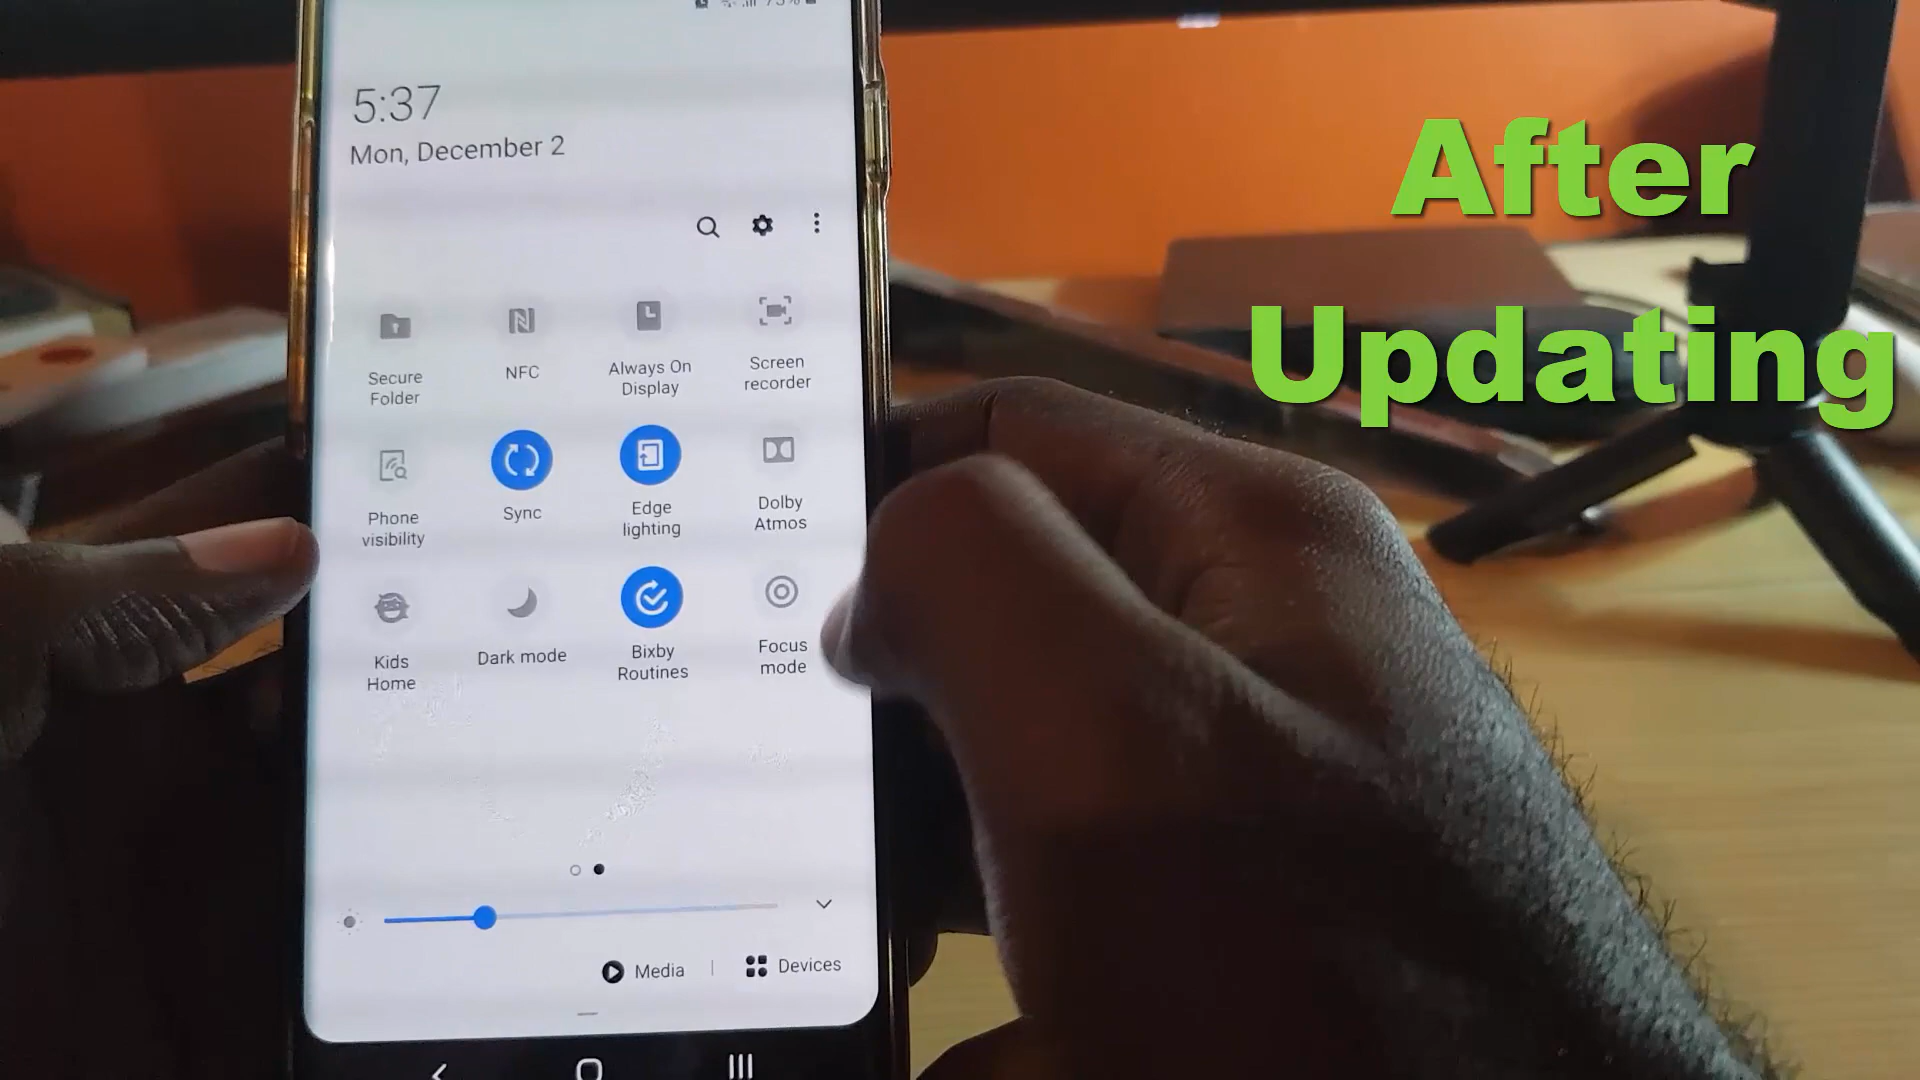 5:37
Mon, December 2
Secure
Folder
NFC
Always On
Display
Screen
recorder
Phone
visibility
Sync
Edge
lighting
Dolby
Atmos
Kids
Home
Dark mode
Bixby
Routines
Focus
mode
Media
Devices
After
Updating